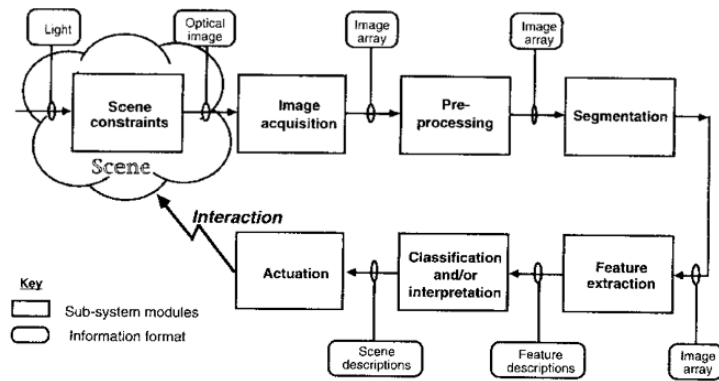 Light
Optical
image
Image
array
Image
array
Scene
constraints
Image
acquisition
Pre-
processing
Segmentation
Scene
Interaction
Actuation
Classification
and/or
interpretation
Feature
extraction
Key
Sub-system modules
Information format
Scene
descriptions
Feature
descriptions
Image
array